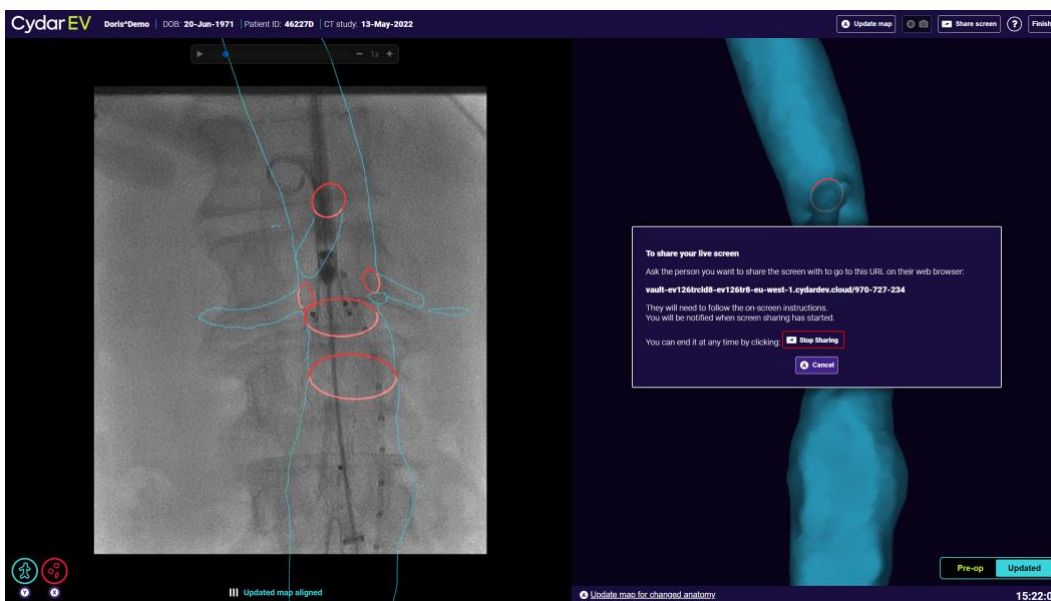 Cydar EV Doris^Demo | DOB: 20-Jun-1971 | Patient ID: 46227D | CT study: 13-May-2022
A Update map
X
Share screen
?
Finish
1x
To share your live screen
Ask the person you want to share the screen with to go to this URL on their web browser:
vault-ev126trcld8-ev126tr8-eu-west-1.cydardev.cloud/970-727-234
They will need to follow the on-screen instructions.
You will be notified when screen sharing has started.
You can end it at any time by clicking: Stop Sharing
A Cancel
Pre-op Updated
Y X
Updated map aligned
A Update map for changed anatomy
15:22:0